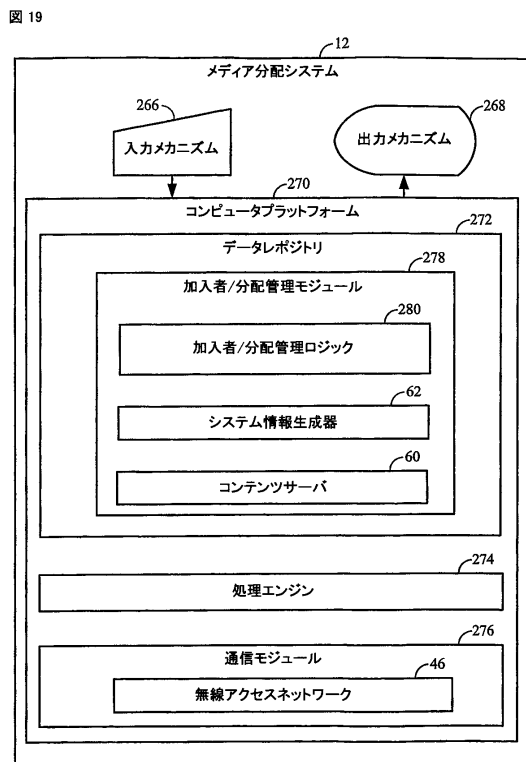 図 19
12
メディア分配システム
266
入力メカニズム
268
出力メカニズム
270
コンピュータプラットフォーム
272
データレポジトリ
278
加入者/分配管理モジュール
280
加入者/分配管理ロジック
62
システム情報生成器
60
コンテンツサーバ
274
処理エンジン
276
通信モジュール
46
無線アクセスネットワーク